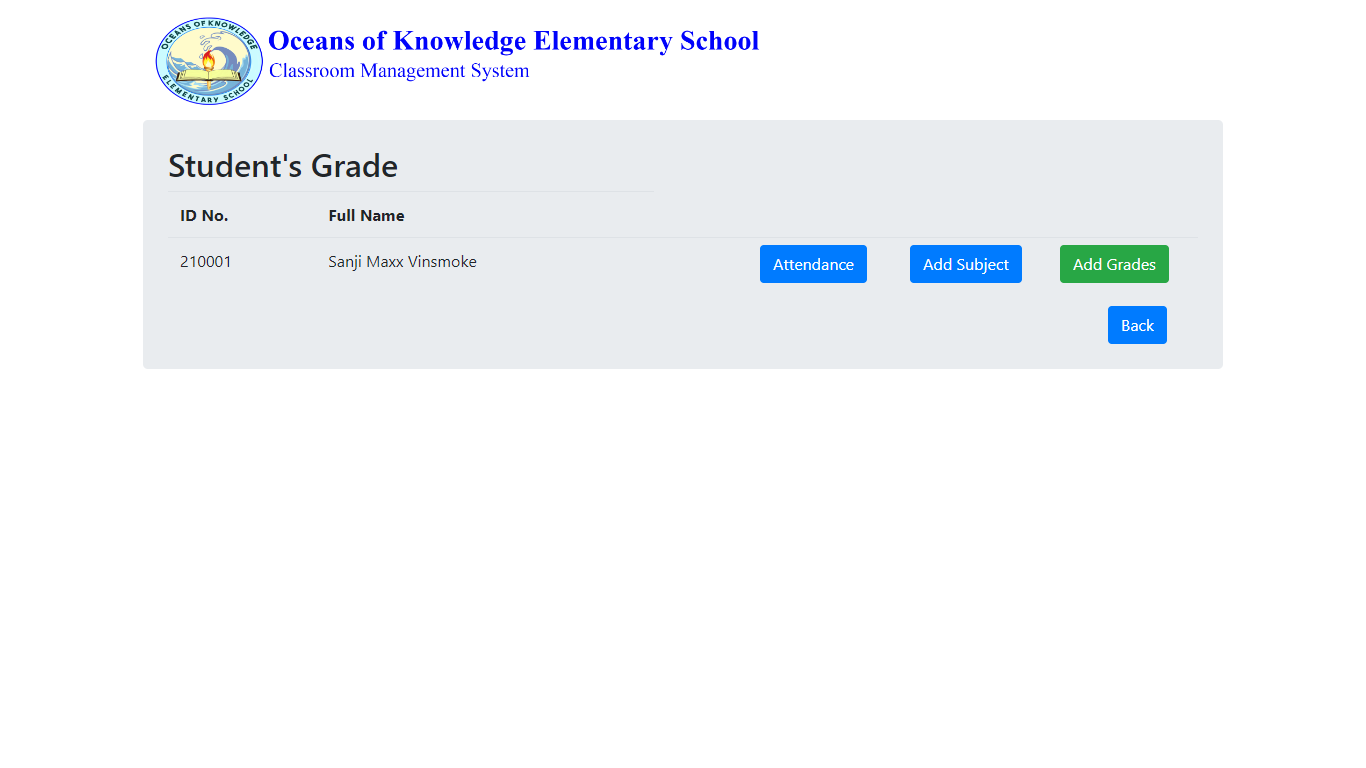 OCEANS OF KNOWLEDGE
ELEMENTARY SCHOOL
Oceans of Knowledge Elementary School
Classroom Management System
Student's Grade
ID No. Full Name
210001 Sanji Maxx Vinsmoke Attendance Add Subject Add Grades
Back